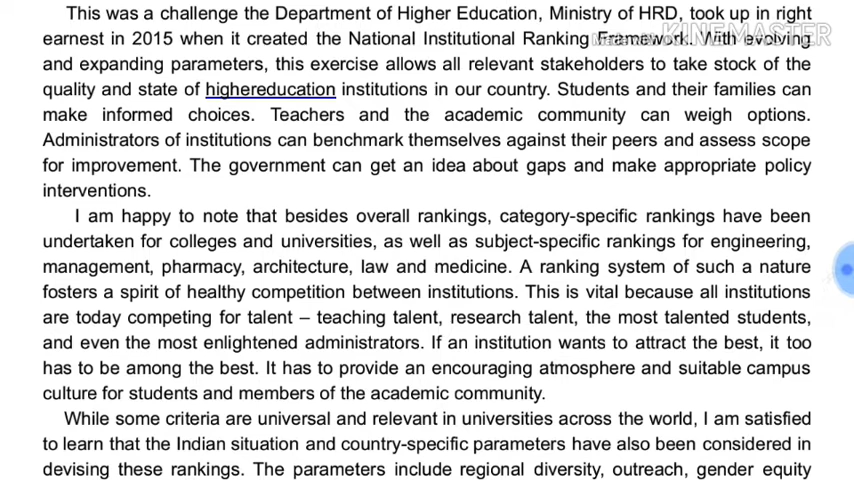 This was a challenge the Department of Higher Education, Ministry of HRD, took up in right
earnest in 2015 when it created the National Institutional Ranking Framework. With evolving
KINEMASTER
and expanding parameters, this exercise allows all relevant stakeholders to take stock of the
quality and state of highereducation institutions in our country. Students and their families can
make informed choices. Teachers and the academic community can weigh options.
Administrators of institutions can benchmark themselves against their peers and assess scope
for improvement. The government can get an idea about gaps and make appropriate policy
interventions.
I am happy to note that besides overall rankings, category-specific rankings have been
undertaken for colleges and universities, as well as subject-specific rankings for engineering,
management, pharmacy, architecture, law and medicine. A ranking system of such a nature
fosters a spirit of healthy competition between institutions. This is vital because all institutions
are today competing for talent – teaching talent, research talent, the most talented students,
and even the most enlightened administrators. If an institution wants to attract the best, it too
has to be among the best. It has to provide an encouraging atmosphere and suitable campus
culture for students and members of the academic community.
While some criteria are universal and relevant in universities across the world, I am satisfied
to learn that the Indian situation and country-specific parameters have also been considered in
devising these rankings. The parameters include regional diversity, outreach, gender equity